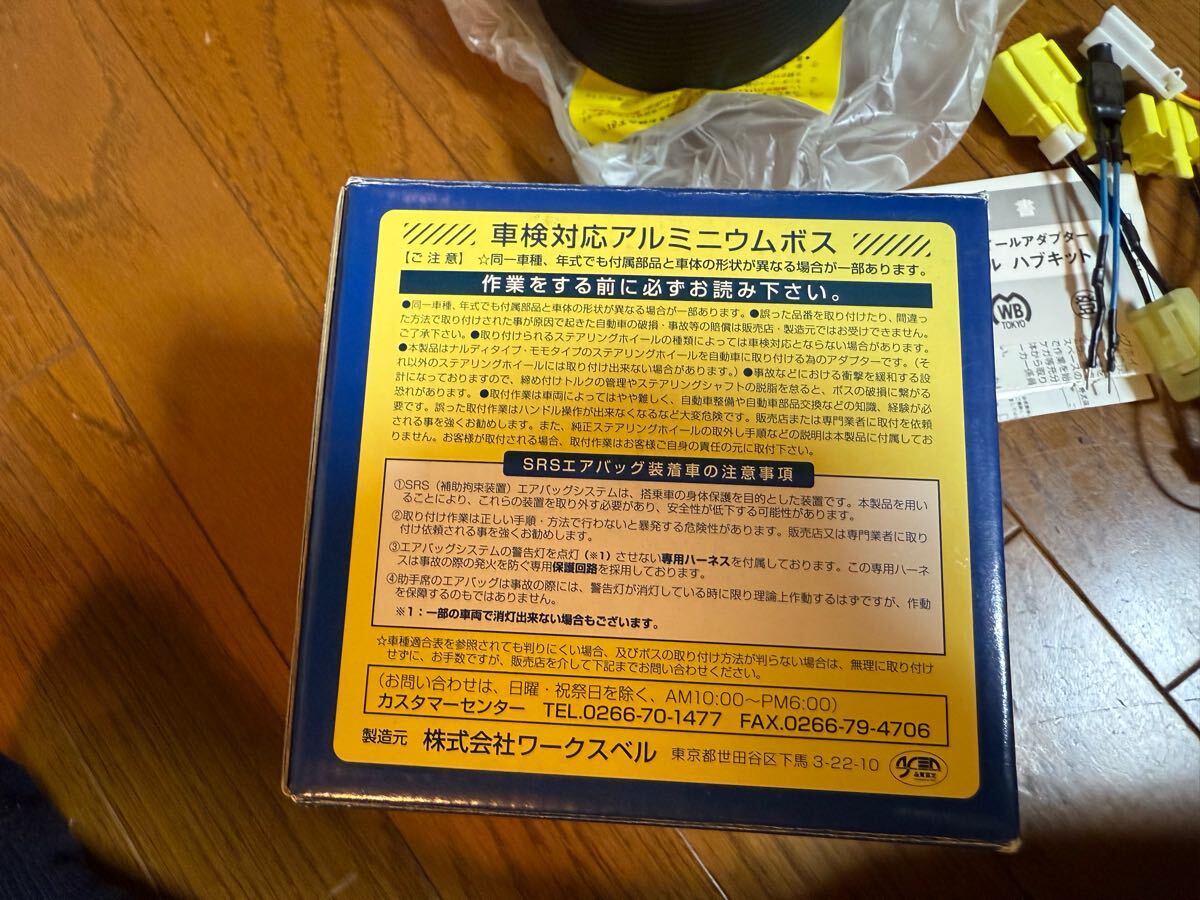 車検対応アルミニウムボス
【ご注意】 ☆同一車種、年式でも付属部品と車体の形状が異なる場合が一部あります。
作業をする前に必ずお読み下さい。
●同一車種、年式でも付属部品と車体の形状が異なる場合が一部あります。●誤った品番を取り付けたり、間違っ
た方法で取り付けされた事が原因で起きた自動車の破損・事故等の賠償は販売店・製造元ではお受けできません。
ご了承下さい。●取り付けられるステアリングホイールの種類によっては車検対応とならない場合があります。
●本製品はナルディタイプ・モモタイプのステアリングホイールを自動車に取り付ける為のアダプターです。(そ
れ以外のステアリングホイールには取り付け出来ない場合があります。)●事故などにおける衝撃を緩和する設
計になっておりますので、締め付けトルクの管理やステアリングシャフトの脱脂を怠ると、ボスの破損に繋がる
恐れがあります。●取付作業は車両によってはやや難しく、自動車整備や自動車部品交換などの知識、経験が必
要です。誤った取付作業はハンドル操作が出来なくなるなど大変危険です。販売店または専門業者に取付を依頼
される事を強くお勧めします。また、純正ステアリングホイールの取外し手順などの説明は本製品に付属してお
りません。お客様が取付される場合、取付作業はお客様ご自身の責任の元に取付下さい。
SRSエアバッグ装着車の注意事項
①SRS（補助拘束装置）エアバッグシステムは、搭乗車の身体保護を目的とした装置です。本製品を用い
ることにより、これらの装置を取り外す必要があり、安全性が低下する可能性があります。
②取り付け作業は正しい手順・方法で行わないと暴発する危険性があります。販売店又は専門業者に取り
付け依頼される事を強くお勧めします。
③エアバッグシステムの警告灯を点灯（※1）させない専用ハーネスを付属しております。この専用ハーネ
スは事故の際の発火を防ぐ専用保護回路を採用しております。
④助手席のエアバッグは事故の際には、警告灯が消灯している時に限り理論上作動するはずですが、作動
を保障するのもではありません。
※1：一部の車両で消灯出来ない場合もございます。
☆車種適合表を参照されても判りにくい場合、及びボスの取り付け方法が判らない場合は、無理に取り付け
せずに、お手数ですが、販売店を介して下記までお問い合わせください。
(お問い合わせは、日曜・祝祭日を除く、AM10:00〜PM6:00)
カスタマーセンター TEL.0266-70-1477 FAX.0266-79-4706
製造元 株式会社ワークスベル 東京都世田谷区下馬 3-22-10
書
ールアダプター
ル ハブキット
WB
TOKYO